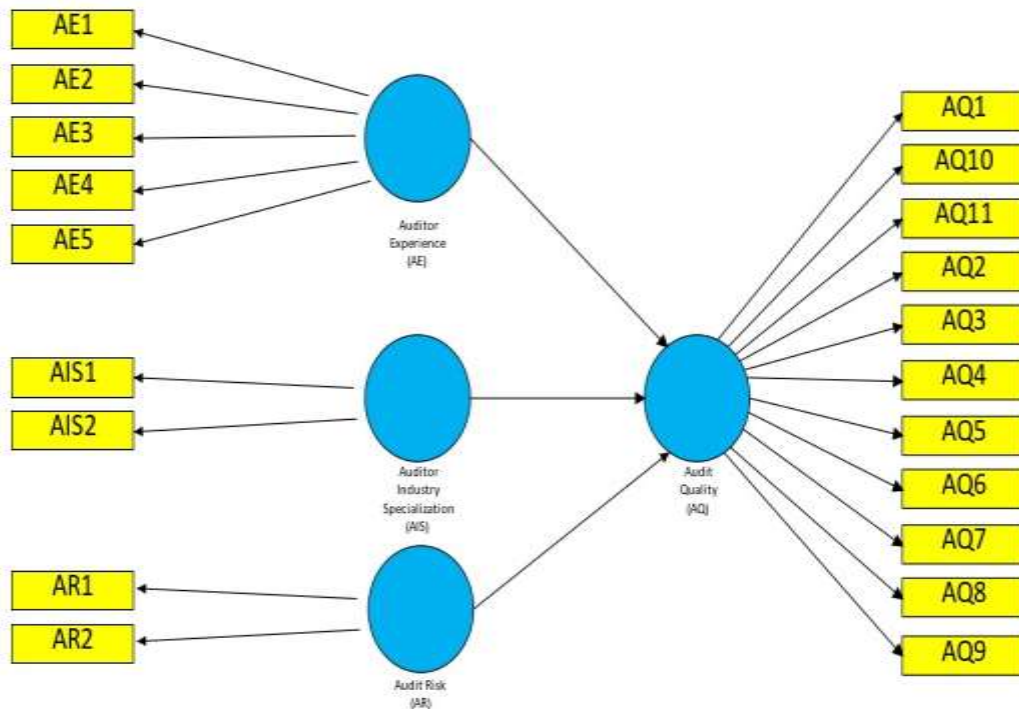 AE1
AE2
AE3
AE4
AE5
Auditor
Experience
(AE)
AIS1
AIS2
Auditor
Industry
Specialization
(AIS)
AR1
AR2
Audit Risk
(AR)
Audit
Quality
(AQ)
AQ1
AQ10
AQ11
AQ2
AQ3
AQ4
AQ5
AQ6
AQ7
AQ8
AQ9